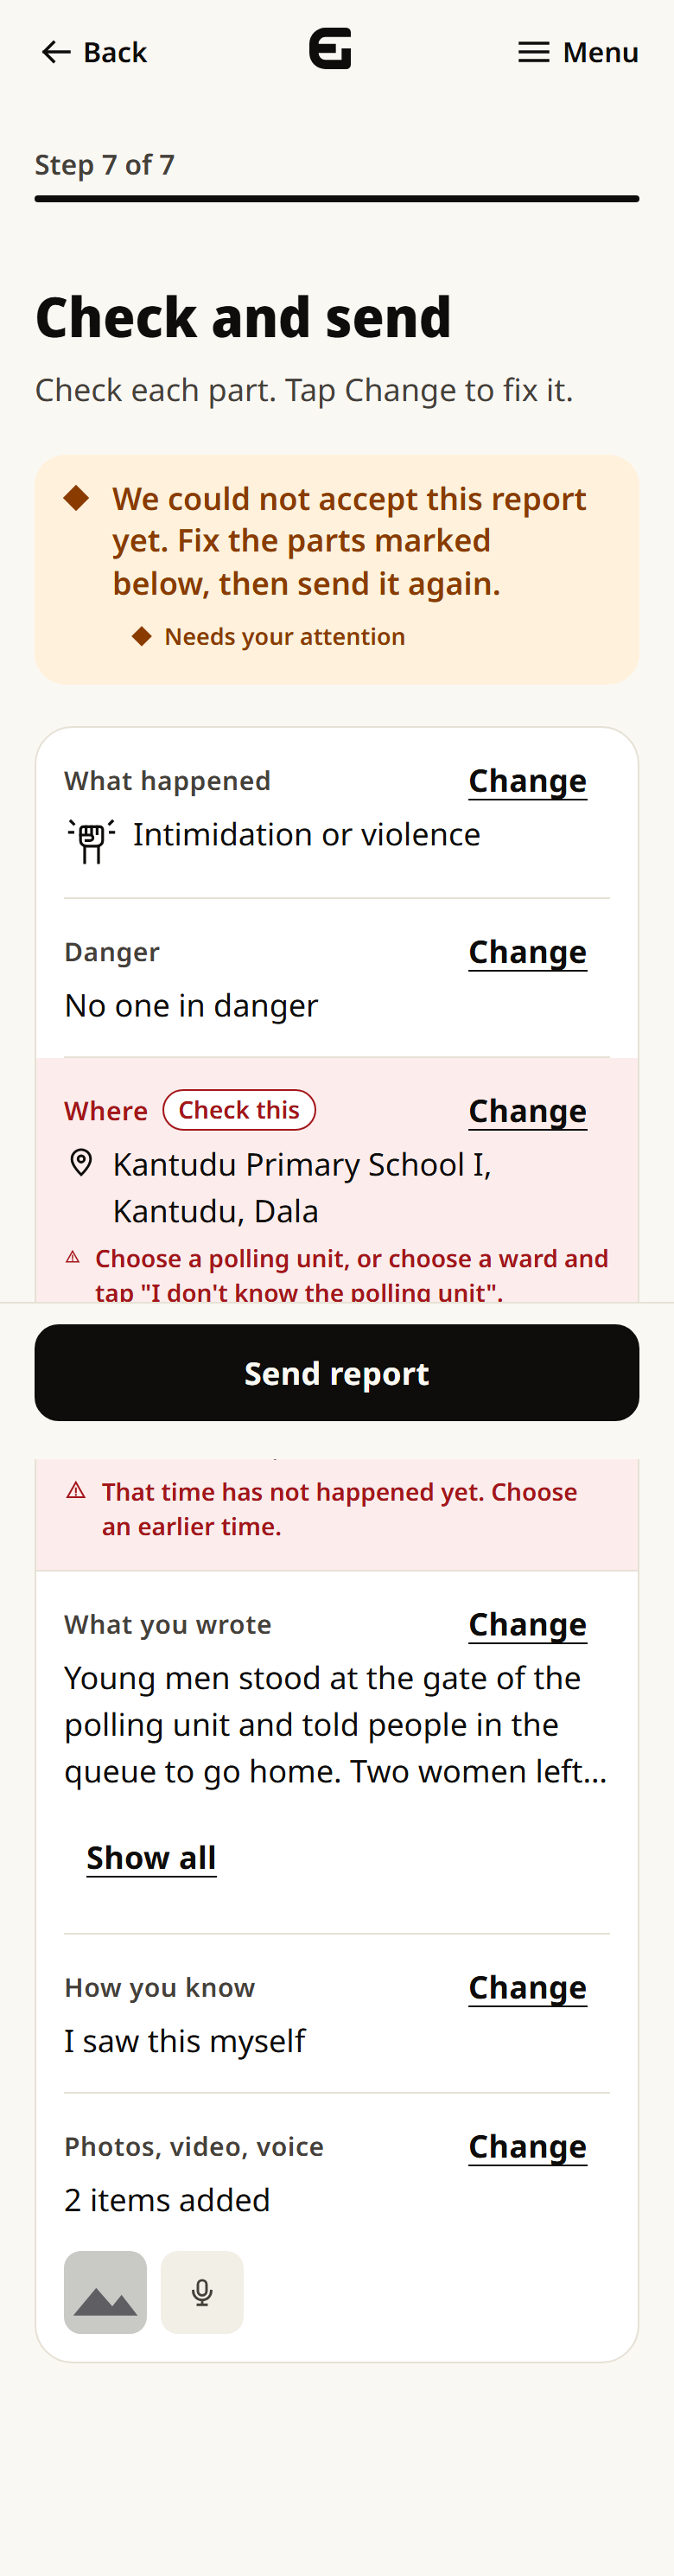 Back
Menu
Step 7 of 7
Check and send
Check each part. Tap Change to fix it.
We could not accept this report
yet. Fix the parts marked
below, then send it again.
Needs your attention
What happened
Change
Intimidation or violence
Danger
Change
No one in danger
Where
Check this
Change
Kantudu Primary School I,
Kantudu, Dala
Choose a polling unit, or choose a ward and
tap "I don't know the polling unit".
Send report
That time has not happened yet. Choose
an earlier time.
What you wrote
Change
Young men stood at the gate of the
polling unit and told people in the
queue to go home. Two women left...
Show all
How you know
Change
I saw this myself
Photos, video, voice
Change
2 items added